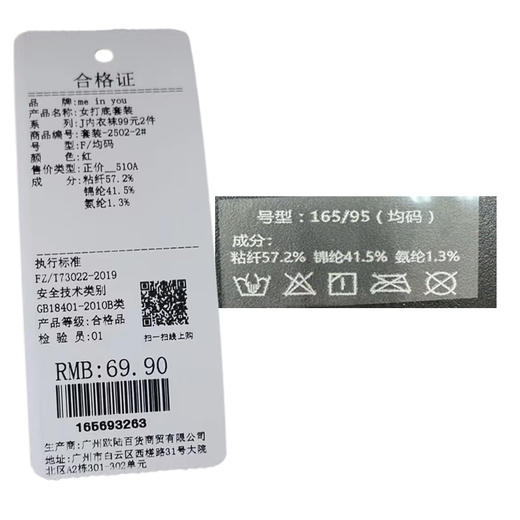 合格证
品　　牌:me in you
产品名称:女打底套装
系　　列:J内衣袜99元2件
商品编号:套装-2502-2#
号　　型:F/均码
颜　　色:红
售价类型:正价__510A
成　　分:粘纤57.2%
锦纶41.5%
氨纶1.3%
执行标准
FZ/T73022-2019
安全技术类别
GB18401-2010B类
产品等级:合格品
检 验 员:01
扫一扫线上购
RMB:69.90
165693263
生产商:广州欧陆百货商贸有限公司
地址:广州市白云区西槎路31号大院
北区A2栋301-302单元
号型：165/95（均码）
成分：
粘纤57.2% 锦纶41.5% 氨纶1.3%